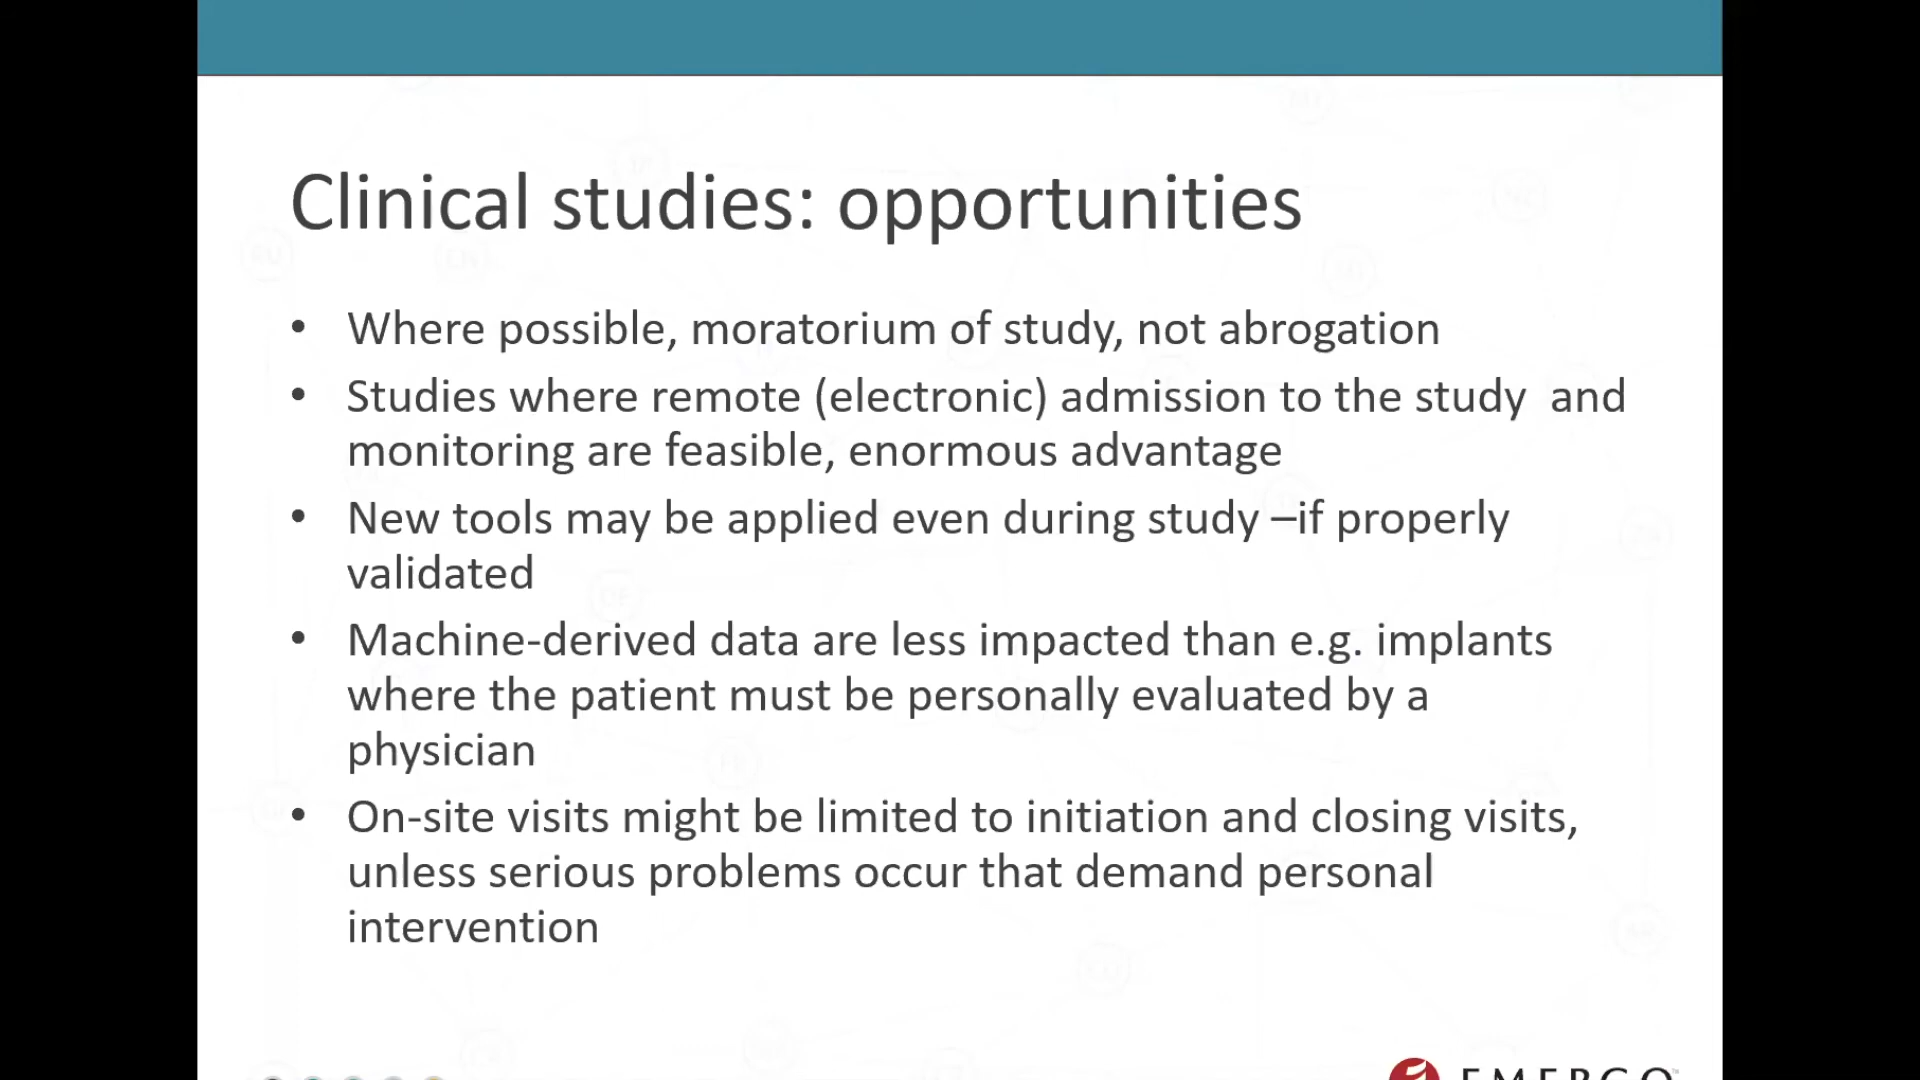 Clinical studies: opportunities
• Where possible, moratorium of study, not abrogation
• Studies where remote (electronic) admission to the study and
monitoring are feasible, enormous advantage
• New tools may be applied even during study –if properly
validated
• Machine-derived data are less impacted than e.g. implants
where the patient must be personally evaluated by a
physician
• On-site visits might be limited to initiation and closing visits,
unless serious problems occur that demand personal
intervention
EMERGO